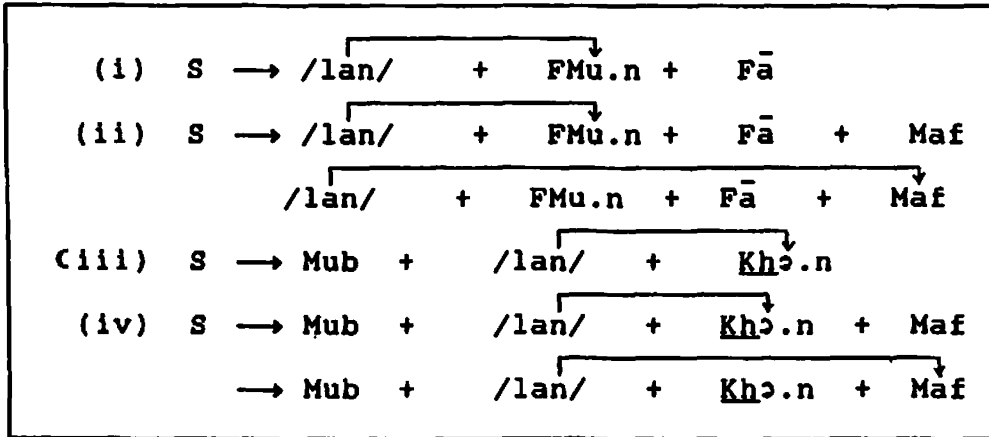 (i) S → /lan/ + FMu.n + Fā
(ii) S → /lan/ + FMu.n + Fā + Maf
/lan/ + FMu.n + Fā + Maf
(iii) S → Mub + /lan/ + Khɔ.n
(iv) S → Mub + /lan/ + Khɔ.n + Maf
→ Mub + /lan/ + Khɔ.n + Maf